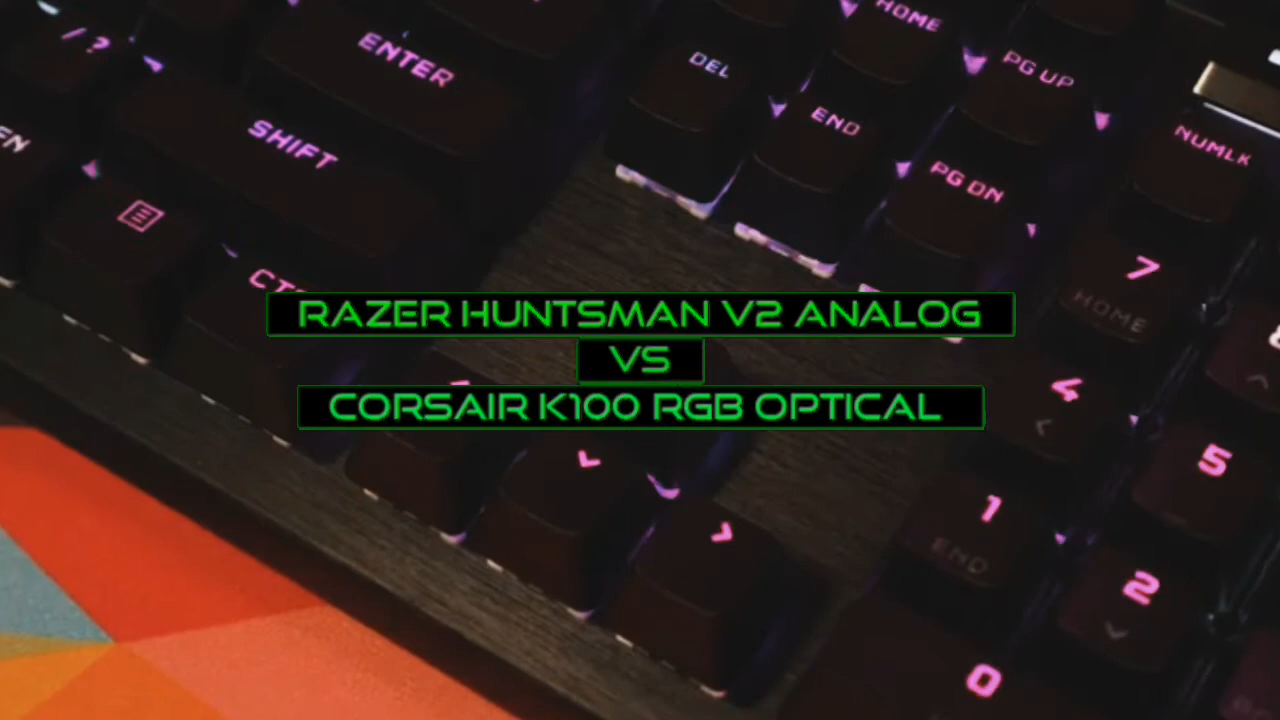 HOME
/ ?
ENTER
DEL
PG UP
END
SHIFT
NUMLK
PG DN
7
HOME
RAZER HUNTSMAN V2 ANALOG
VS
CORSAIR K100 RGB OPTICAL
4
5
1
END
2
0